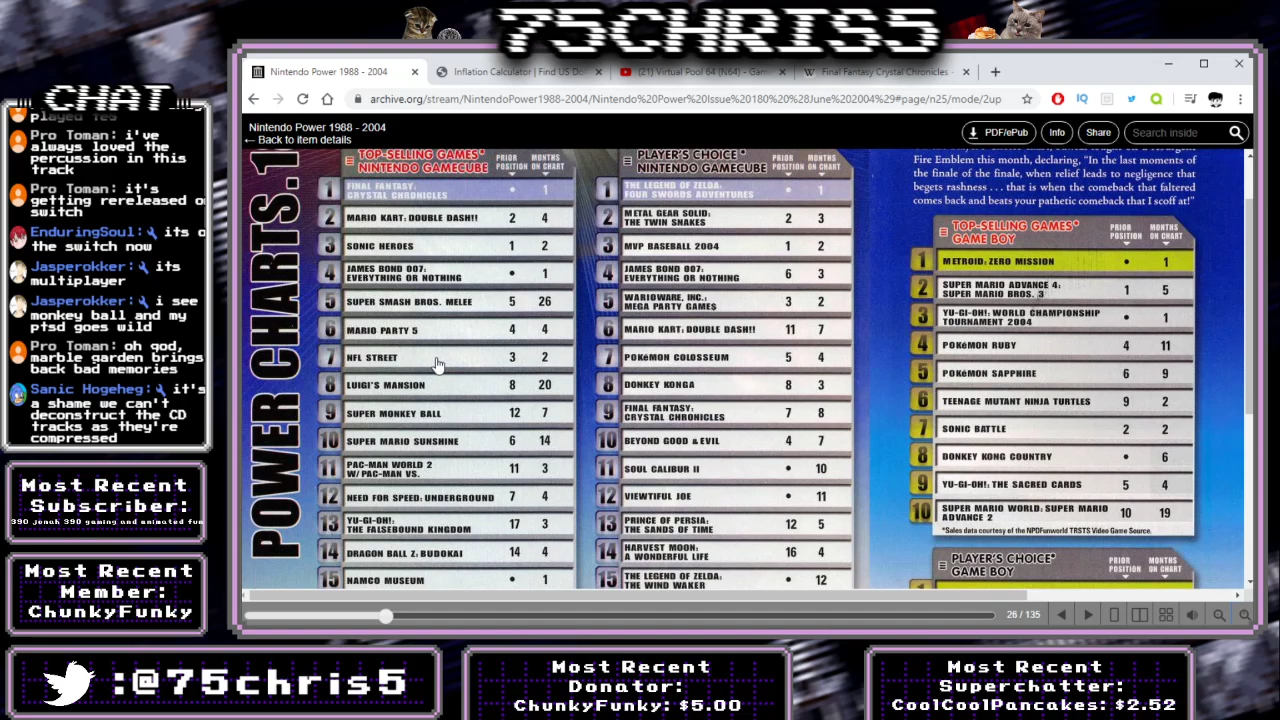 75CHRIS5
CHAT
played Yes
Pro Toman: i've
always loved the
percussion in this
track
Pro Toman: it's
getting rereleased on
switch
EnduringSoul: its o
the switch now
Jasperokker: its
multiplayer
Jasperokker: i see
monkey ball and my
ptsd goes wild
Pro Toman: oh god,
marble garden brings
back bad memories
Sanic Hogeheg: it's
a shame we can't
deconstruct the CD
tracks as they're
compressed
Most Recent
Subscriber:
390 jonah 390 gaming and animated fun
Most Recent
Member:
ChunkyFunky
:@75chris5
Most Recent
Donator:
ChunkyFunky: $5.00
Most Recent
Superchatter:
CoolCoolPancakes: $2.52
Nintendo Power 1988 - 2004
Inflation Calculator | Find US Do
(21) Virtual Pool 64 (N64) - Gam
Final Fantasy Crystal Chronicles -
archive.org/stream/NintendoPower1988-2004/Nintendo%20Power%20Issue%20180%20%28June%202004%29#page/n25/mode/2up
Nintendo Power 1988 - 2004
← Back to item details
PDF/ePub
Info
Share
Search inside
POWER CHARTS.1
TOP-SELLING GAMES*
NINTENDO GAMECUBE
PRIOR POSITION
MONTHS ON CHART
1 FINAL FANTASY: CRYSTAL CHRONICLES • 1
2 MARIO KART: DOUBLE DASH!! 2 4
3 SONIC HEROES 1 2
4 JAMES BOND 007: EVERYTHING OR NOTHING • 1
5 SUPER SMASH BROS. MELEE 5 26
6 MARIO PARTY 5 4 4
7 NFL STREET 3 2
8 LUIGI'S MANSION 8 20
9 SUPER MONKEY BALL 12 7
10 SUPER MARIO SUNSHINE 6 14
11 PAC-MAN WORLD 2 W/ PAC-MAN VS. 11 3
12 NEED FOR SPEED: UNDERGROUND 7 4
13 YU-GI-OH!: THE FALSEBOUND KINGDOM 17 3
14 DRAGON BALL Z: BUDOKAI 14 4
15 NAMCO MUSEUM • 1
PLAYER'S CHOICE*
NINTENDO GAMECUBE
PRIOR POSITION
MONTHS ON CHART
1 THE LEGEND OF ZELDA: FOUR SWORDS ADVENTURES • 1
2 METAL GEAR SOLID: THE TWIN SNAKES 2 3
3 MVP BASEBALL 2004 1 2
4 JAMES BOND 007: EVERYTHING OR NOTHING 6 3
5 WARIOWARE, INC.: MEGA PARTY GAMES 3 2
6 MARIO KART: DOUBLE DASH!! 11 7
7 POKéMON COLOSSEUM 5 4
8 DONKEY KONGA 8 3
9 FINAL FANTASY: CRYSTAL CHRONICLES 7 8
10 BEYOND GOOD & EVIL 4 7
11 SOUL CALIBUR II • 10
12 VIEWTIFUL JOE • 11
13 PRINCE OF PERSIA: THE SANDS OF TIME 12 5
14 HARVEST MOON: A WONDERFUL LIFE 16 4
15 THE LEGEND OF ZELDA: THE WIND WAKER • 12
Fire Emblem this month, declaring, "In the last moments of
the finale of the finale, when relief leads to negligence that
begets rashness . . . that is when the comeback that faltered
comes back and beats your pathetic comeback that I scoff at!"
TOP-SELLING GAMES*
GAME BOY
PRIOR POSITION
MONTHS ON CHART
1 METROID: ZERO MISSION • 1
2 SUPER MARIO ADVANCE 4: SUPER MARIO BROS. 3 1 5
3 YU-GI-OH!: WORLD CHAMPIONSHIP TOURNAMENT 2004 • 1
4 POKéMON RUBY 4 11
5 POKéMON SAPPHIRE 6 9
6 TEENAGE MUTANT NINJA TURTLES 9 2
7 SONIC BATTLE 2 2
8 DONKEY KONG COUNTRY • 6
9 YU-GI-OH!: THE SACRED CARDS 5 4
10 SUPER MARIO WORLD: SUPER MARIO ADVANCE 2 10 19
*Sales data courtesy of the NPDFunworld TRSTS Video Game Source.
PLAYER'S CHOICE*
GAME BOY
PRIOR POSITION
MONTHS ON CHART
26 / 135